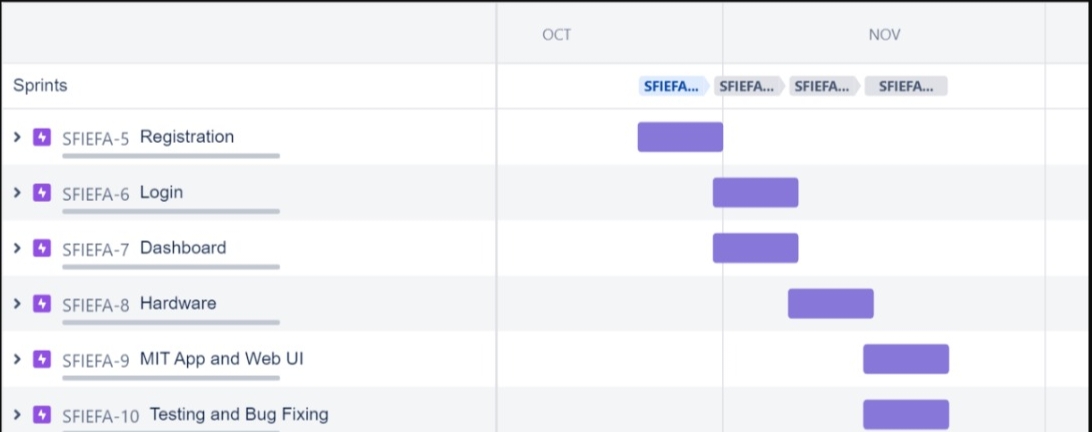 OCT NOV
Sprints SFIEFA... SFIEFA... SFIEFA... SFIEFA...
SFIEFA-5 Registration
SFIEFA-6 Login
SFIEFA-7 Dashboard
SFIEFA-8 Hardware
SFIEFA-9 MIT App and Web UI
SFIEFA-10 Testing and Bug Fixing